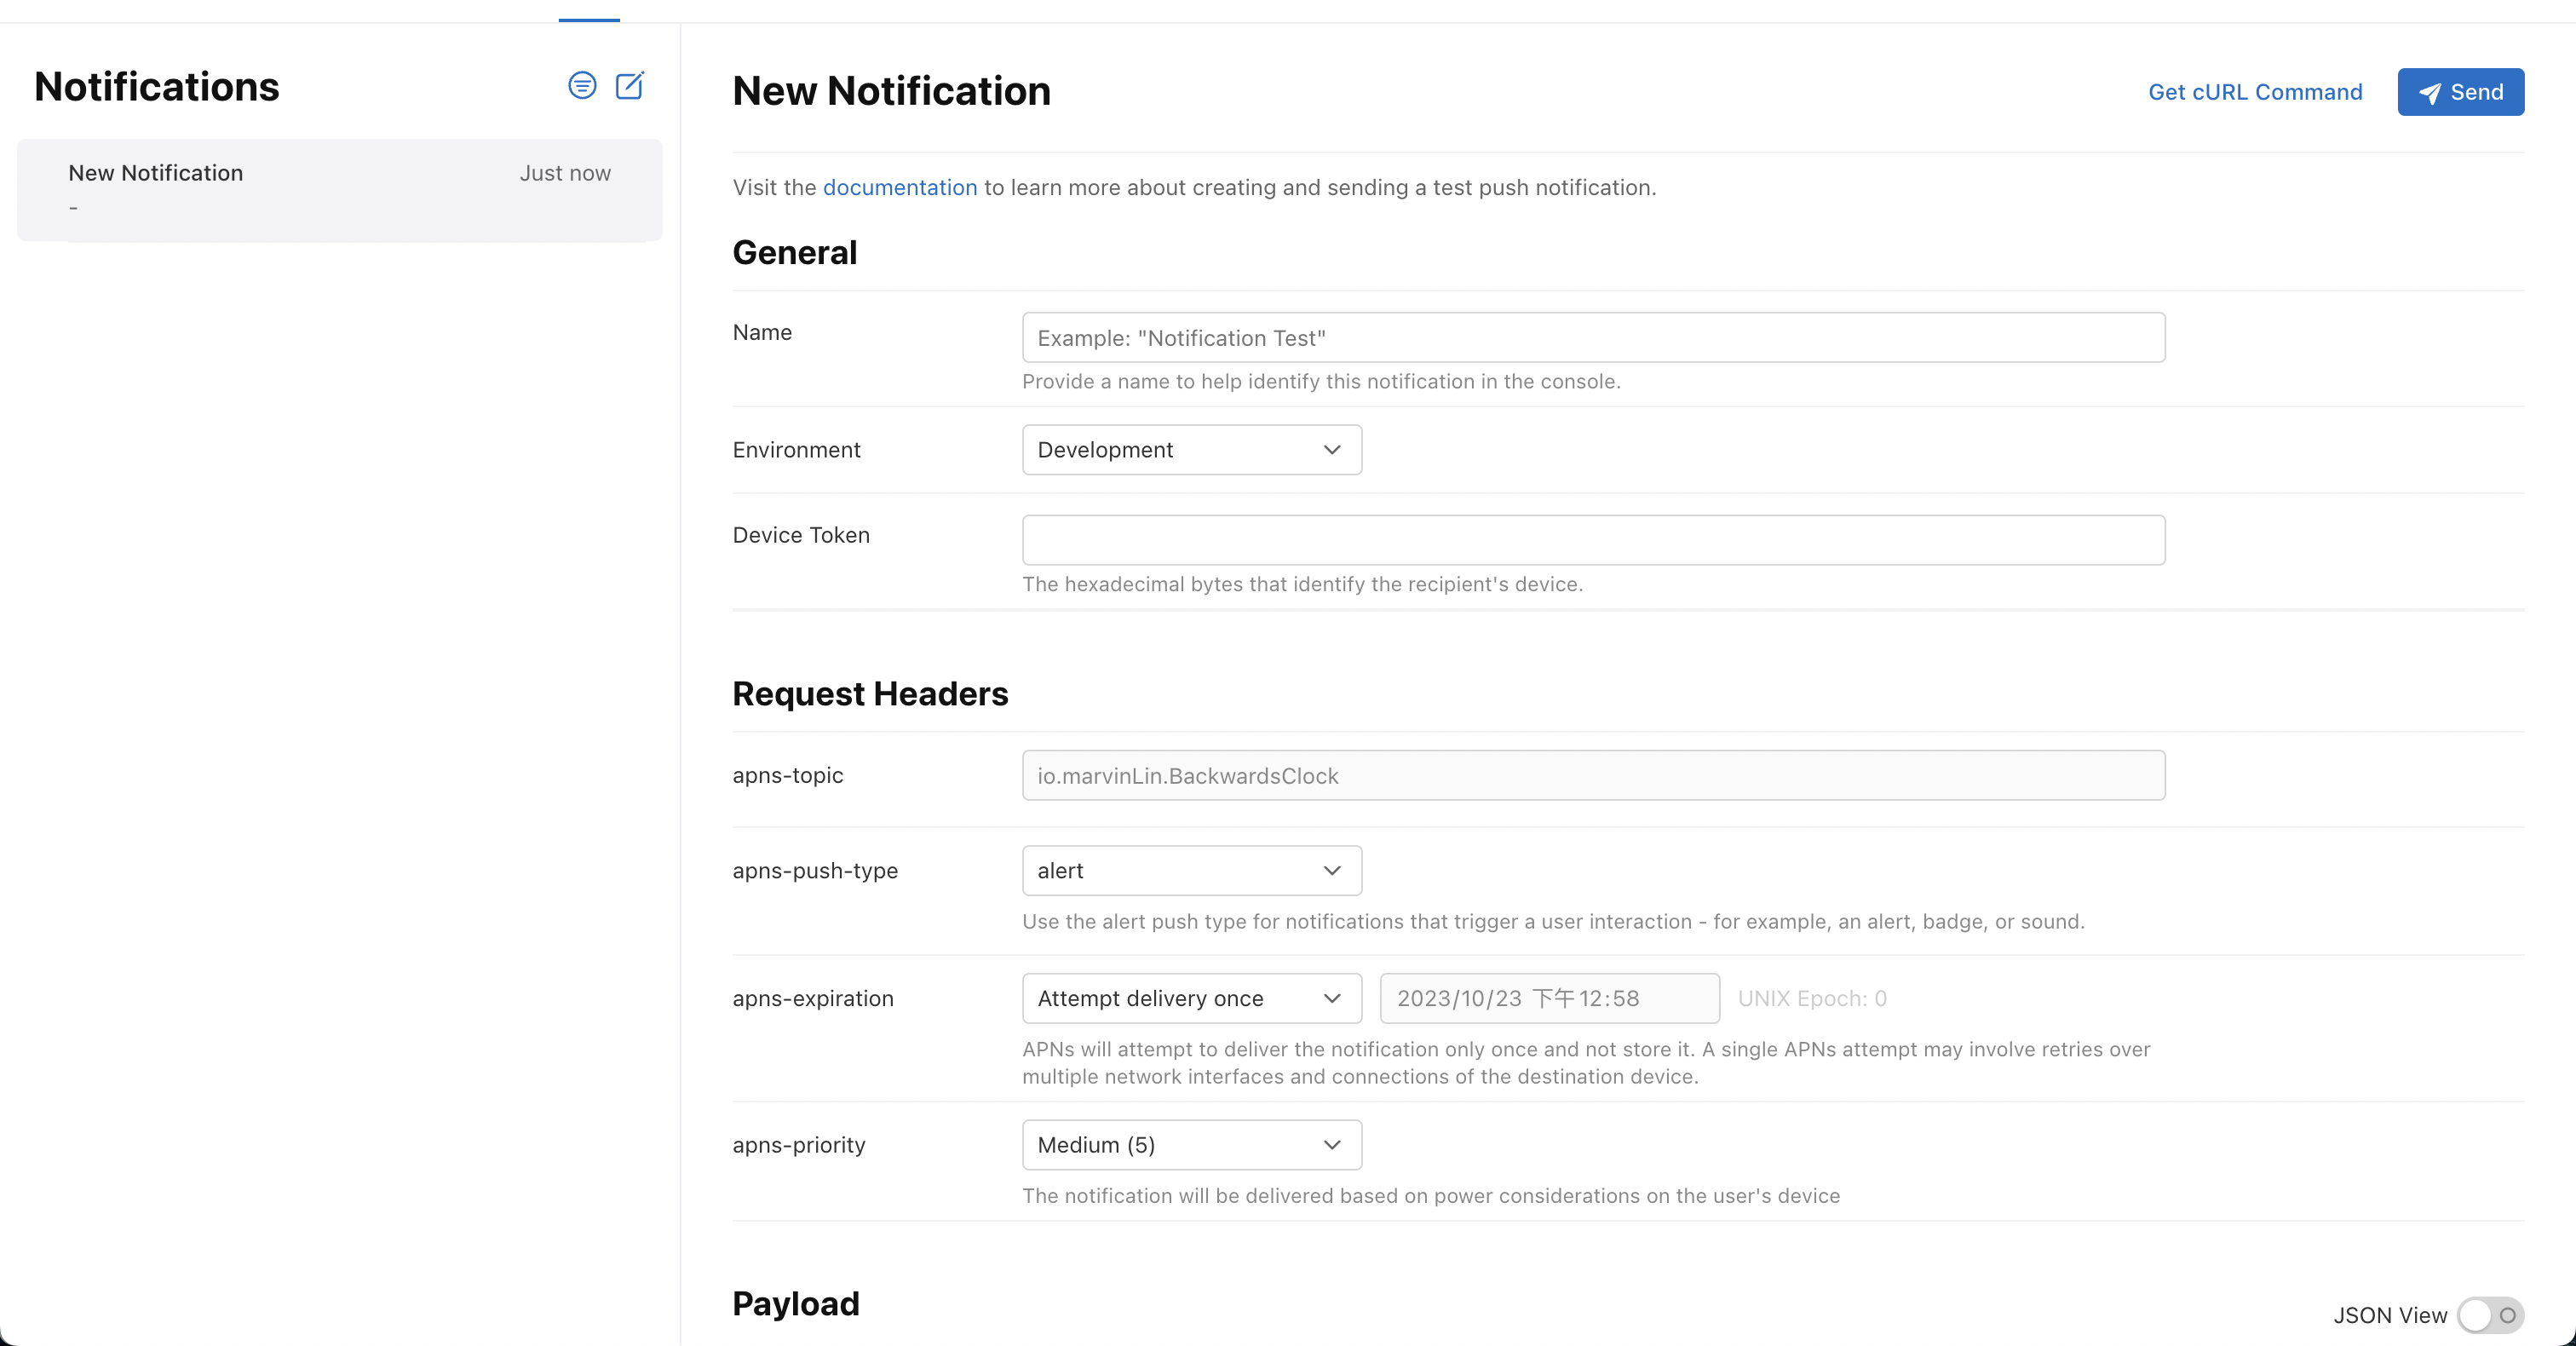 Notifications
New Notification
Just now
-
New Notification
Get cURL Command
Send
Visit the documentation to learn more about creating and sending a test push notification.
General
Name
Example: "Notification Test"
Provide a name to help identify this notification in the console.
Environment
Development
Device Token
The hexadecimal bytes that identify the recipient's device.
Request Headers
apns-topic
io.marvinLin.BackwardsClock
apns-push-type
alert
Use the alert push type for notifications that trigger a user interaction - for example, an alert, badge, or sound.
apns-expiration
Attempt delivery once
2023/10/23 下午12:58
UNIX Epoch: 0
APNs will attempt to deliver the notification only once and not store it. A single APNs attempt may involve retries over
multiple network interfaces and connections of the destination device.
apns-priority
Medium (5)
The notification will be delivered based on power considerations on the user's device
Payload
JSON View